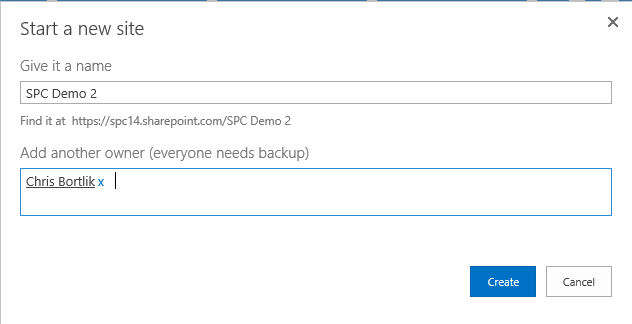 Start a new site
Give it a name
SPC Demo 2
Find it at https://spc14.sharepoint.com/SPC Demo 2
Add another owner (everyone needs backup)
Chris Bortlik x
Create Cancel